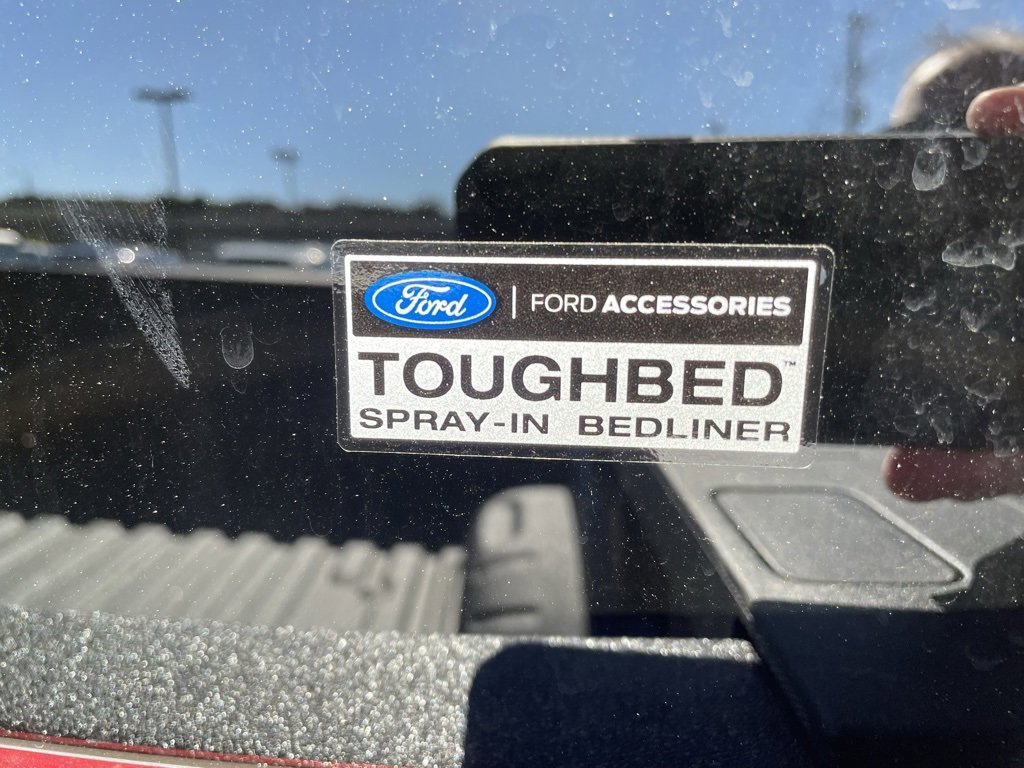 Ford | FORD ACCESSORIES
TOUGHBED™
SPRAY-IN BEDLINER